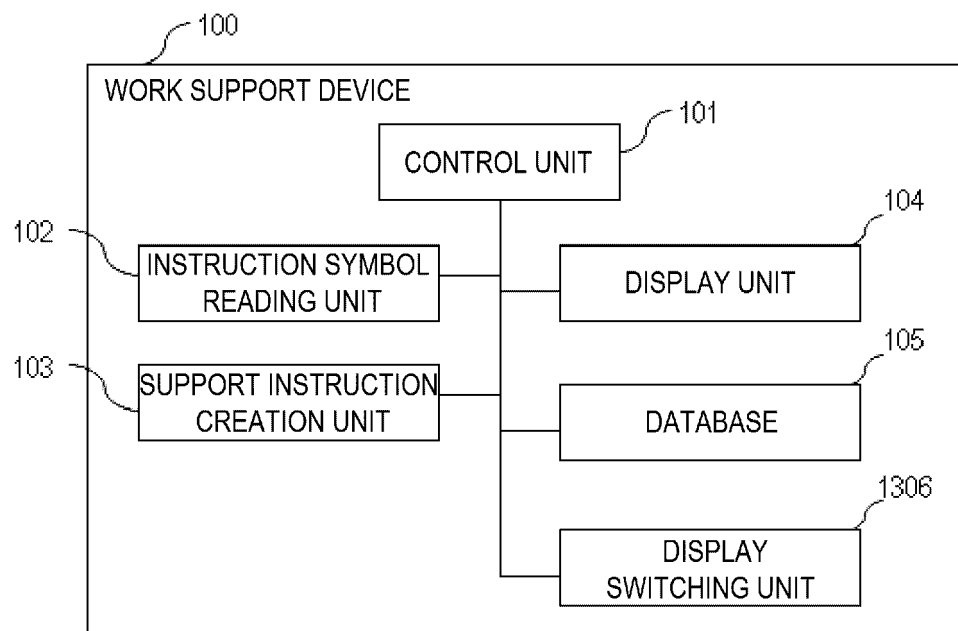 100
WORK SUPPORT DEVICE
101
CONTROL UNIT
102
INSTRUCTION SYMBOL
READING UNIT
104
DISPLAY UNIT
103
SUPPORT INSTRUCTION
CREATION UNIT
105
DATABASE
1306
DISPLAY
SWITCHING UNIT